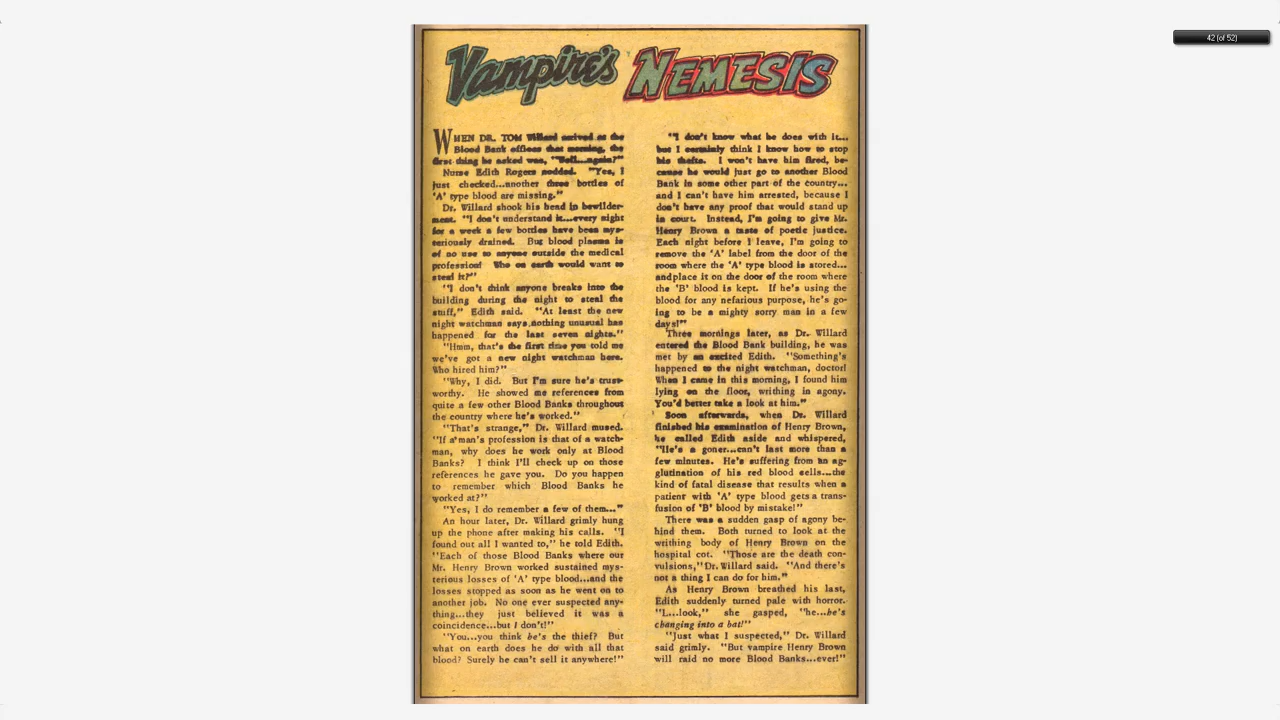 Vampire's NEMESIS
42 (of 52)
WHEN DR. TOM Willard arrived at the
Blood Bank offices that morning, the
first thing he asked was, "Well...again?"
Nurse Edith Rogers nodded. "Yes, I
just checked...another three bottles of
'A' type blood are missing."
Dr. Willard shook his head in bewilder-
ment. "I don't understand it...every night
for a week a few bottles have been mys-
teriously drained. But blood plasma is
of no use to anyone outside the medical
profession! Who on earth would want to
steal it?"
"I don't think anyone breaks into the
building during the night to steal the
stuff," Edith said. "At least the new
night watchman says nothing unusual has
happened for the last seven nights."
"Hmm, that's the first time you told me
we've got a new night watchman here.
Who hired him?"
"Why, I did. But I'm sure he's trust-
worthy. He showed me references from
quite a few other Blood Banks throughout
the country where he's worked."
"That's strange," Dr. Willard mused.
"If a man's profession is that of a watch-
man, why does he work only at Blood
Banks? I think I'll check up on those
references he gave you. Do you happen
to remember which Blood Banks he
worked at?"
"Yes, I do remember a few of them..."
An hour later, Dr. Willard grimly hung
up the phone after making his calls. "I
found out all I wanted to," he told Edith.
"Each of those Blood Banks where our
Mr. Henry Brown worked sustained mys-
terious losses of 'A' type blood...and the
losses stopped as soon as he went on to
another job. No one ever suspected any-
thing...they just believed it was a
coincidence...but I don't!"
"You...you think he's the thief? But
what on earth does he do with all that
blood? Surely he can't sell it anywhere!"
"I don't know what he does with it...
but I certainly think I know how to stop
his thefts. I won't have him fired, be-
cause he would just go to another Blood
Bank in some other part of the country...
and I can't have him arrested, because I
don't have any proof that would stand up
in court. Instead, I'm going to give Mr.
Henry Brown a taste of poetic justice.
Each night before I leave, I'm going to
remove the 'A' label from the door of the
room where the 'A' type blood is stored...
andplace it on the door of the room where
the 'B' blood is kept. If he's using the
blood for any nefarious purpose, he's go-
ing to be a mighty sorry man in a few
days!"
Three mornings later, as Dr. Willard
entered the Blood Bank building, he was
met by an excited Edith. "Something's
happened to the night watchman, doctor!
When I came in this morning, I found him
lying on the floor, writhing in agony.
You'd better take a look at him."
Soon afterwards, when Dr. Willard
finished his examination of Henry Brown,
he called Edith aside and whispered,
"He's a goner...can't last more than a
few minutes. He's suffering from an ag-
glutination of his red blood cells...the
kind of fatal disease that results when a
patient with 'A' type blood gets a trans-
fusion of 'B' blood by mistake!"
There was a sudden gasp of agony be-
hind them. Both turned to look at the
writhing body of Henry Brown on the
hospital cot. "Those are the death con-
vulsions," Dr. Willard said. "And there's
not a thing I can do for him."
As Henry Brown breathed his last,
Edith suddenly turned pale with horror.
"L...look," she gasped, "he...he's
changing into a bat!"
"Just what I suspected," Dr. Willard
said grimly. "But vampire Henry Brown
will raid no more Blood Banks...ever!"